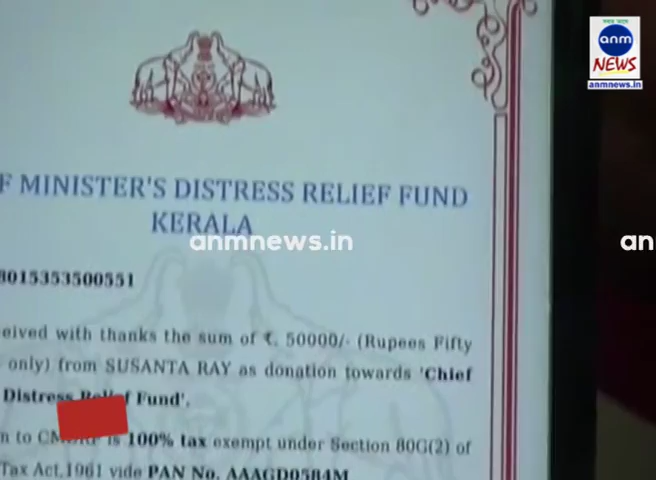 anm
NEWS
anmnews.in
F MINISTER'S DISTRESS RELIEF FUND
KERALA
anmnews.in
an
8015353500551
eived with thanks the sum of ₹. 50000/- (Rupees Fifty
only) from SUSANTA RAY as donation towards 'Chief
Distress Relief Fund'.
n to CMDRF is 100% tax exempt under Section 80G(2) of
Tax Act,1961 vide PAN No. AAAGD0584M